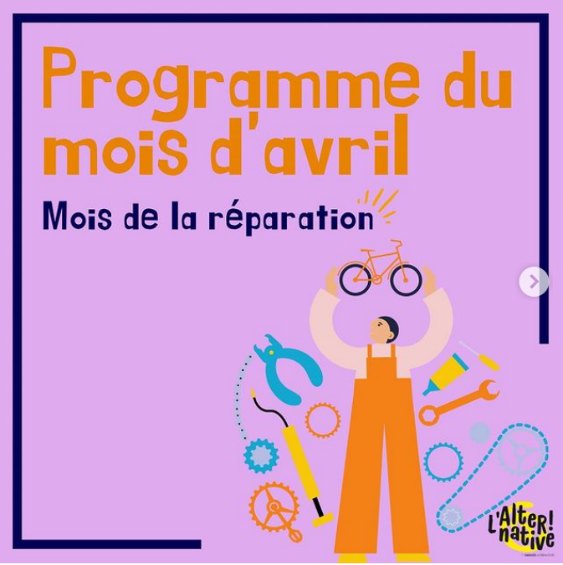 Programme du
mois d'avril
Mois de la réparation
L'Alter!
native